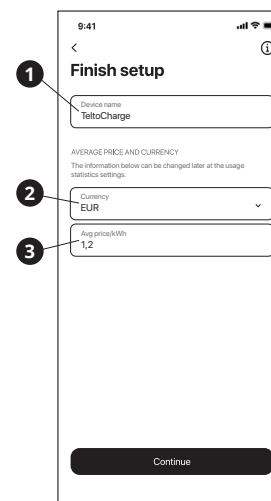 9:41
Finish setup
1
Device name
TeltoCharge
AVERAGE PRICE AND CURRENCY
The information below can be changed later at the usage
statistics settings.
2
Currency
EUR
3
Avg price/kWh
1,2
Continue